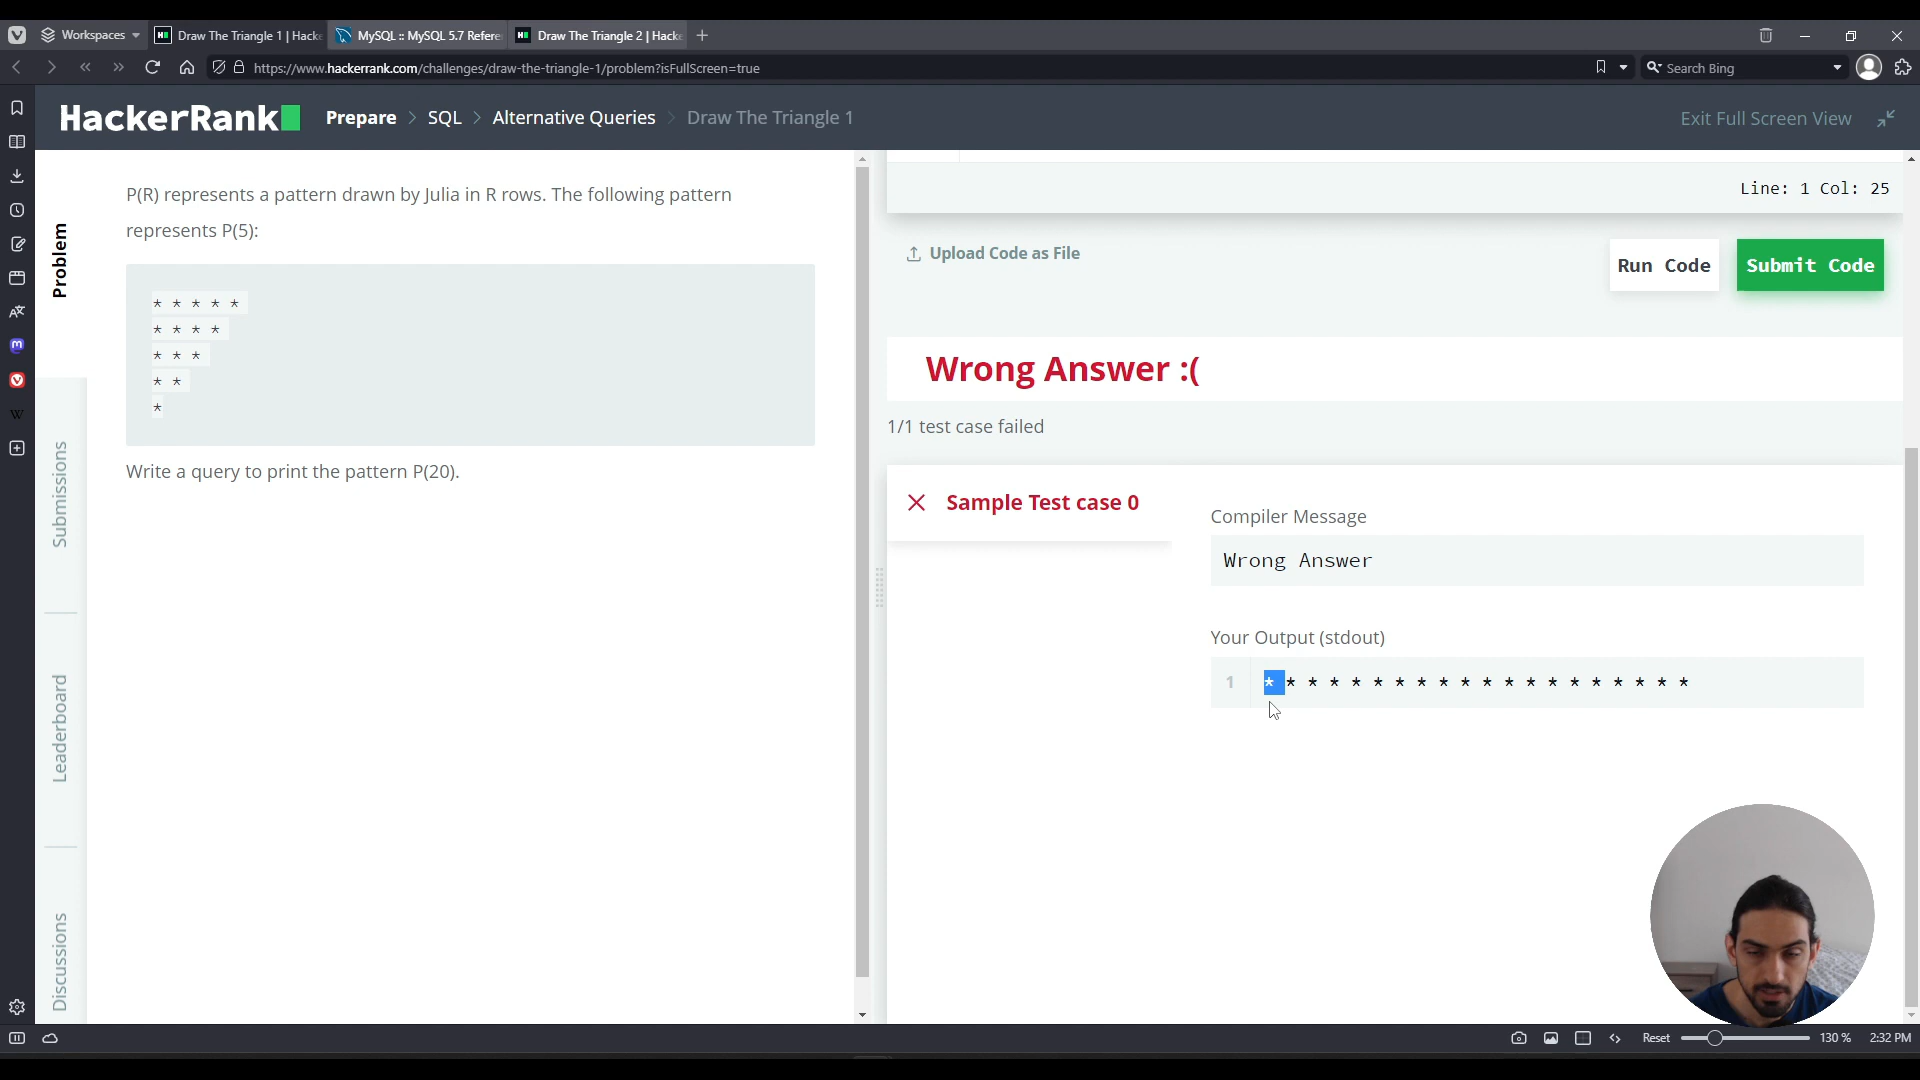 Workspaces
Draw The Triangle 1 | Hacke
MySQL :: MySQL 5.7 Refere
Draw The Triangle 2 | Hacke
https://www.hackerrank.com/challenges/draw-the-triangle-1/problem?isFullScreen=true
Search Bing
HackerRank
Prepare > SQL > Alternative Queries > Draw The Triangle 1
Exit Full Screen View
Problem
Submissions
Leaderboard
Discussions
P(R) represents a pattern drawn by Julia in R rows. The following pattern
represents P(5):
* * * * *
* * * *
* * *
* *
*
Write a query to print the pattern P(20).
Line: 1 Col: 25
Upload Code as File
Run Code
Submit Code
Wrong Answer :(
1/1 test case failed
Sample Test case 0
Compiler Message
Wrong Answer
Your Output (stdout)
1 * * * * * * * * * * * * * * * * * * * *
W
Reset
130 %
2:32 PM